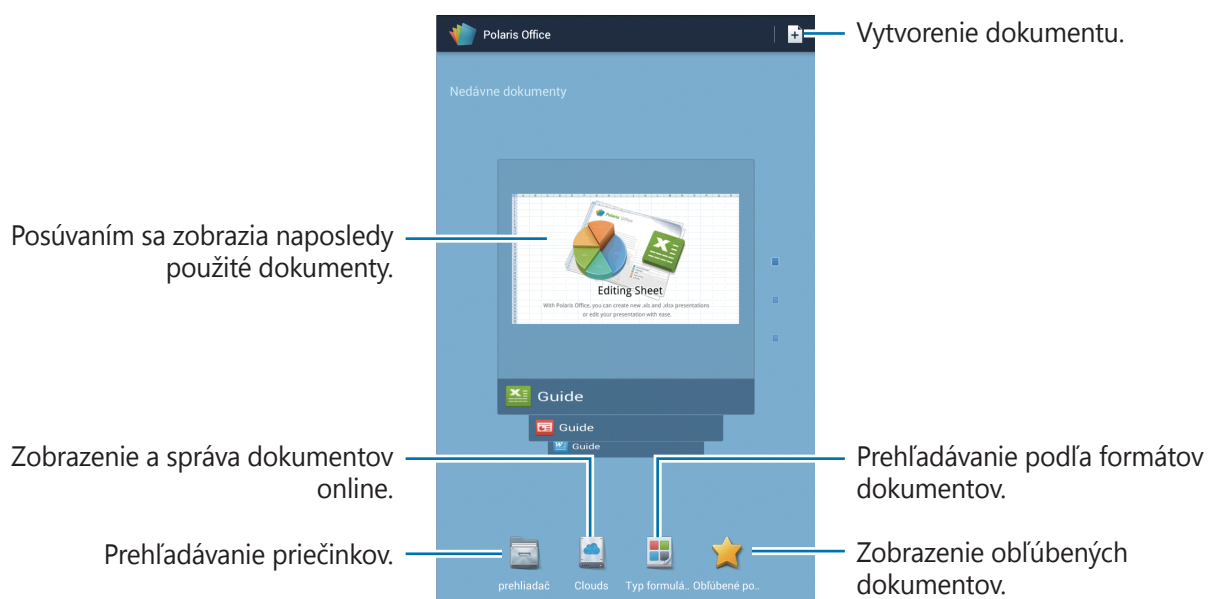 Polaris Office
Vytvorenie dokumentu.
Nedávne dokumenty
Posúvaním sa zobrazia naposledy
použité dokumenty.
Polaris Office
Editing Sheet
With Polaris Office, you can create new .xls and .xlsx presentations
or edit your presentation with ease.
Guide
Guide
Guide
Zobrazenie a správa dokumentov
online.
Prehľadávanie podľa formátov
dokumentov.
Prehľadávanie priečinkov.
Zobrazenie obľúbených
dokumentov.
prehliadač
Clouds
Typ formulá..
Obľúbené po..